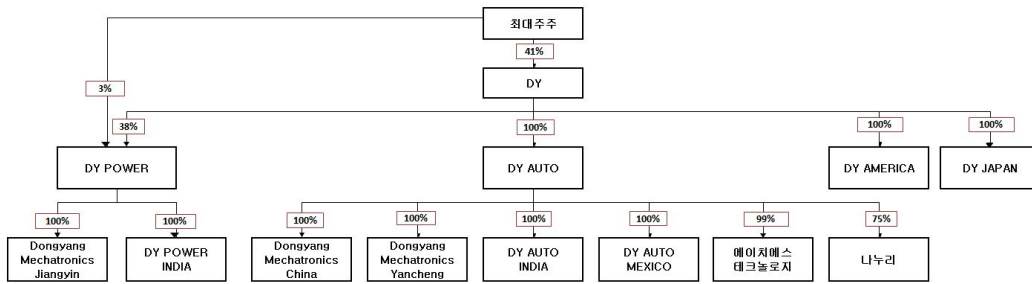 최대주주
41%
DY
3%
38%
100%
100%
100%
DY POWER
DY AUTO
DY AMERICA
DY JAPAN
100%
100%
100%
100%
100%
100%
99%
75%
Dongyang
Mechatronics
Jiangyin
DY POWER
INDIA
Dongyang
Mechatronics
China
Dongyang
Mechatronics
Yancheng
DY AUTO
INDIA
DY AUTO
MEXICO
에이치에스
테크놀로지
나누리